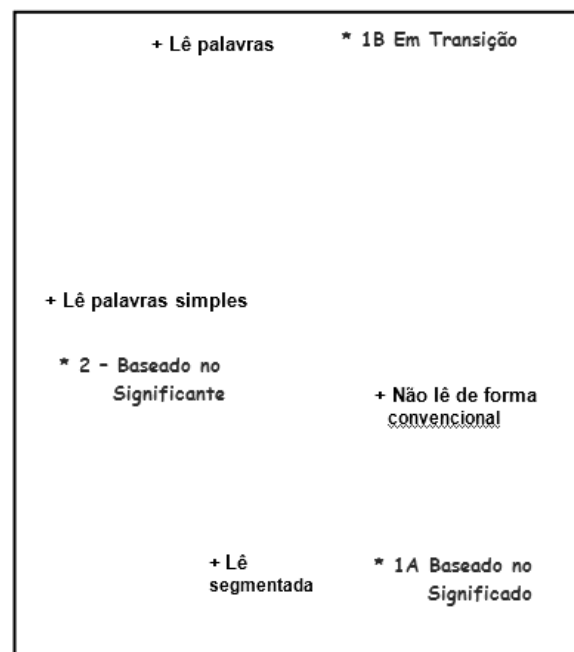 + Lê palavras
* 1B Em Transição
+ Lê palavras simples
* 2 - Baseado no
Significante
+ Não lê de forma
convencional
+ Lê
segmentada
* 1A Baseado no
Significado